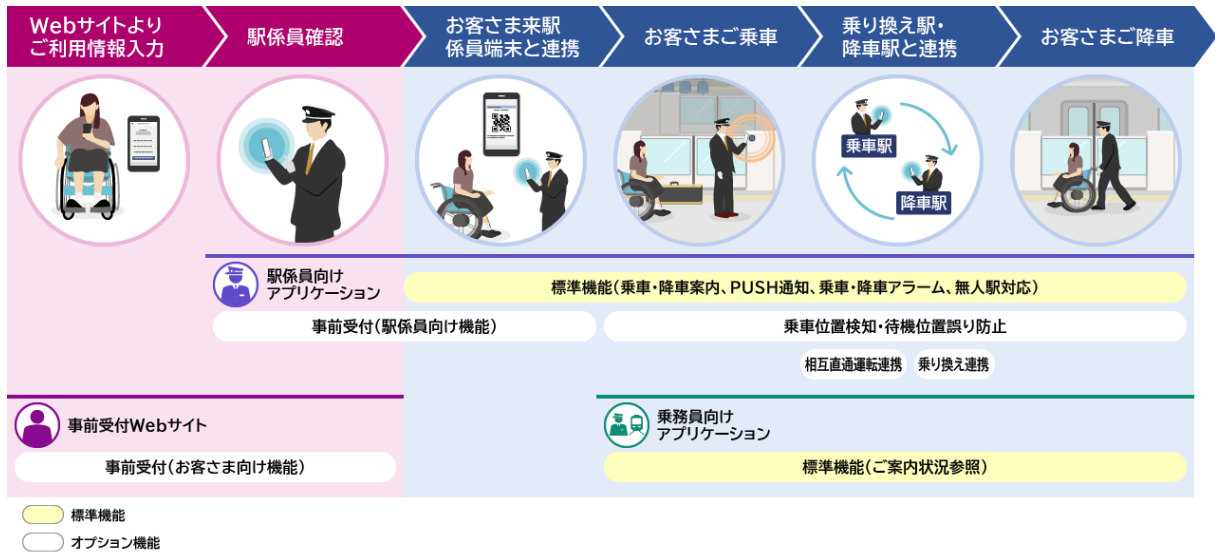 Webサイトより
ご利用情報入力
駅係員確認
お客さま来駅
係員端末と連携
お客さまご乗車
乗り換え駅・
降車駅と連携
お客さまご降車
乗車駅
降車駅
駅係員向け
アプリケーション
標準機能(乗車・降車案内、PUSH通知、乗車・降車アラーム、無人駅対応)
事前受付(駅係員向け機能)
乗車位置検知・待機位置誤り防止
相互直通運転連携
乗り換え連携
事前受付Webサイト
乗務員向け
アプリケーション
事前受付(お客さま向け機能)
標準機能(ご案内状況参照)
標準機能
オプション機能